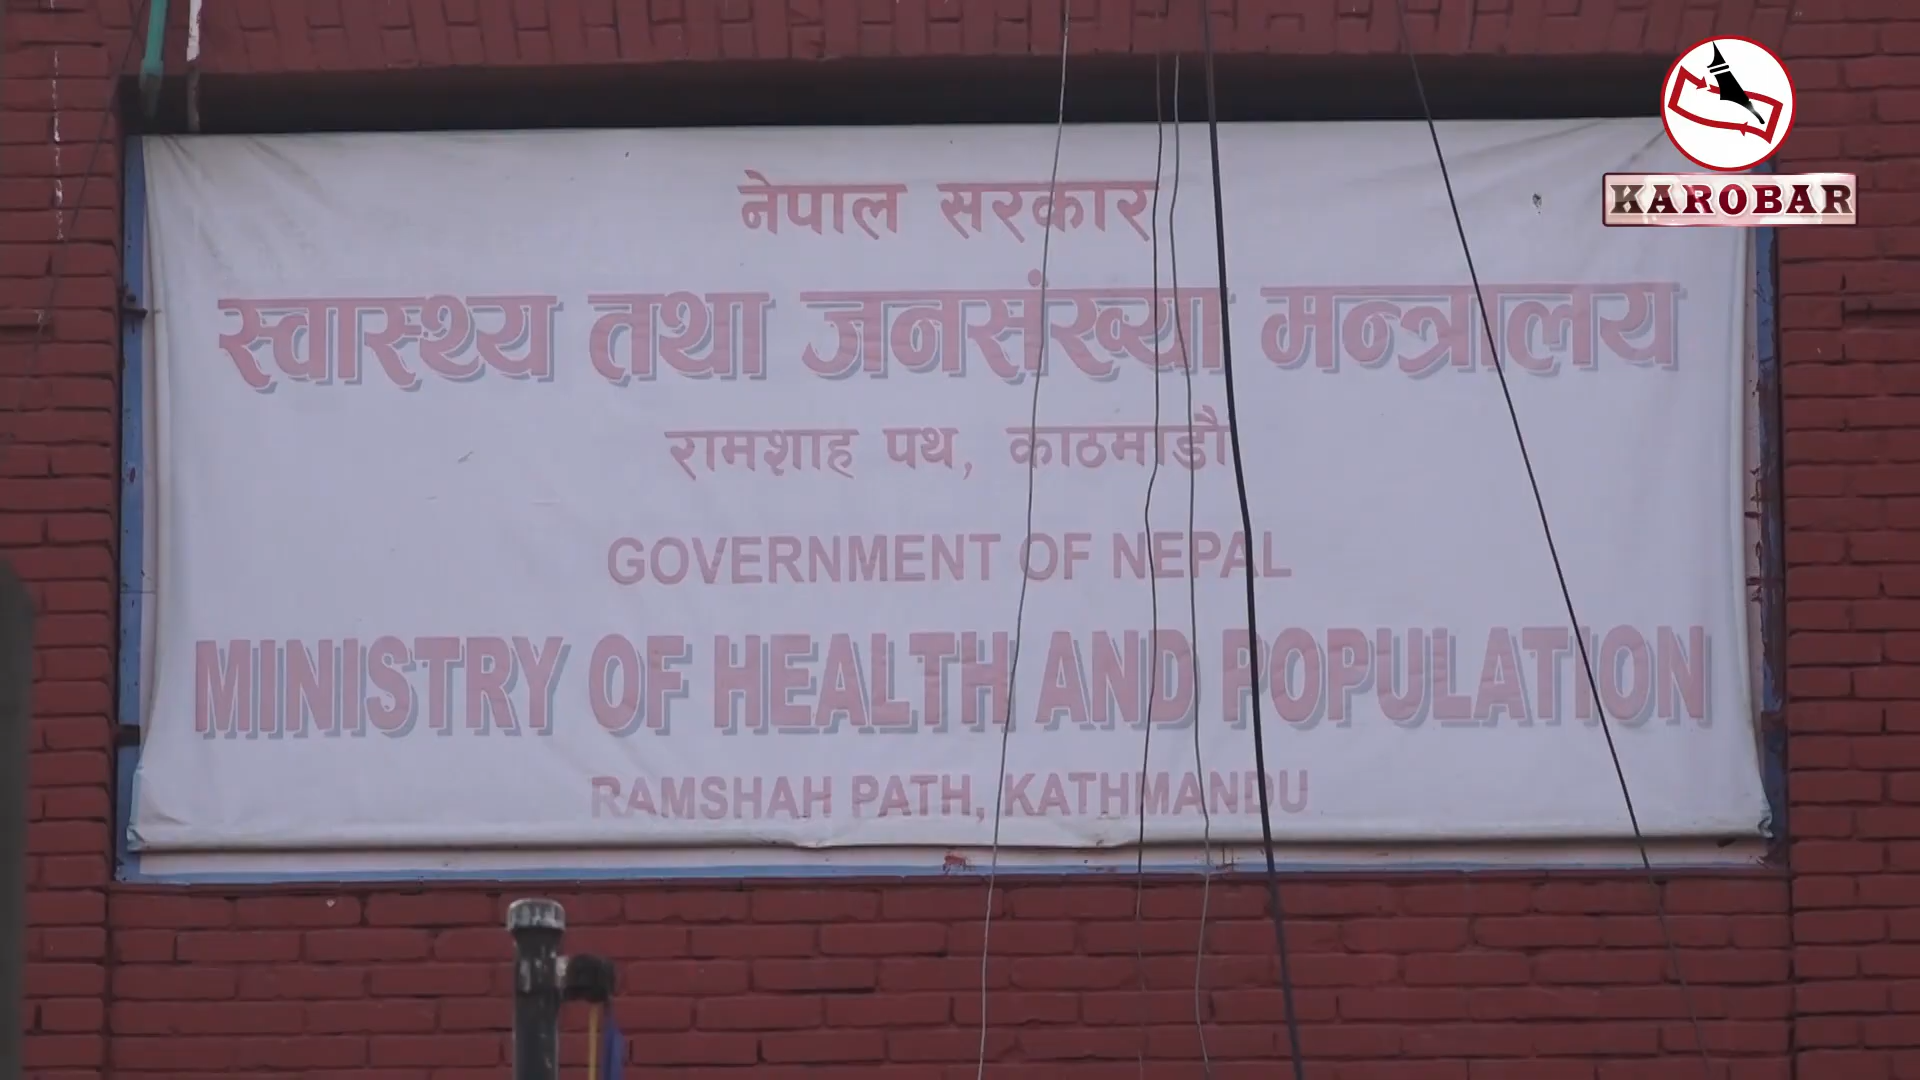 नेपाल सरकार
स्वास्थ्य तथा जनसंख्या मन्त्रालय
रामशाह पथ, काठमाडौं
GOVERNMENT OF NEPAL
MINISTRY OF HEALTH AND POPULATION
RAMSHAH PATH, KATHMANDU
KAROBAR